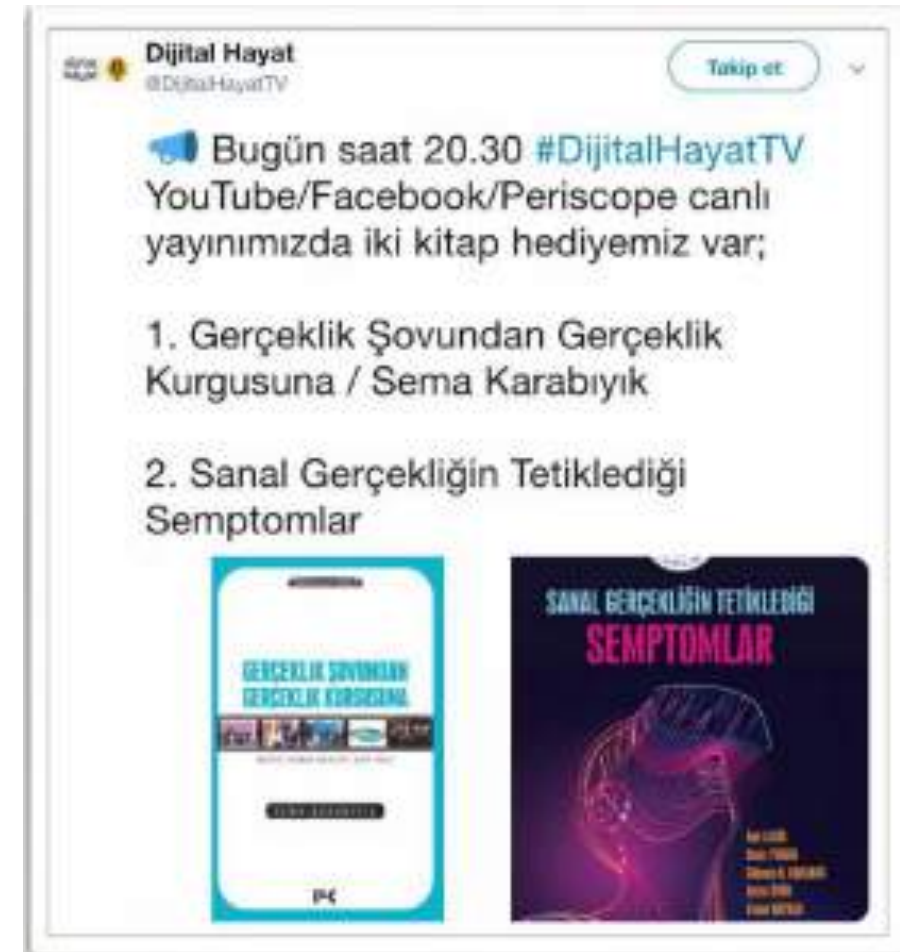 Dijital Hayat
@DijitalHayatTV
Takip et
Bugün saat 20.30 #DijitalHayatTV
YouTube/Facebook/Periscope canlı
yayınımızda iki kitap hediyemiz var;
1. Gerçeklik Şovundan Gerçeklik
Kurgusuna / Sema Karabıyık
2. Sanal Gerçekliğin Tetiklediği
Semptomlar
GERÇEKLİK ŞOVUNDAN
GERÇEKLİK KURGUSUNA
SANAL GERÇEKLİĞİN TETİKLEDİĞİ
SEMPTOMLAR